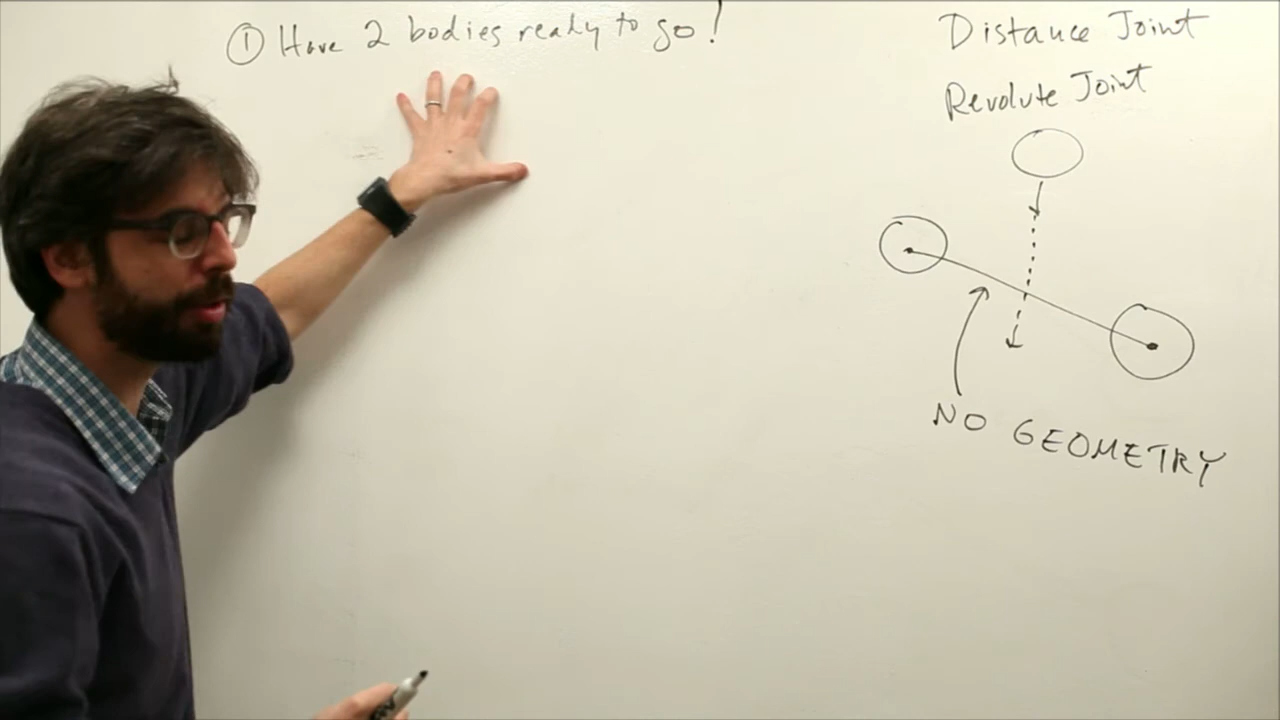 ① Have 2 bodies ready to go!
Distance Joint
Revolute Joint
NO GEOMETRY